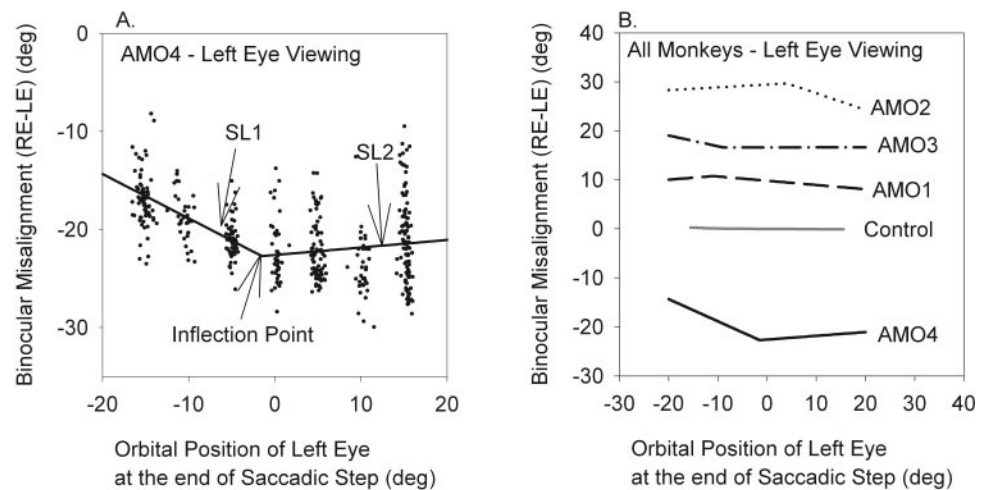 A.
AMO4 - Left Eye Viewing
Binocular Misalignment (RE-LE) (deg)
0
-10
-20
-30
SL1
SL2
Inflection Point
-20 -10 0 10 20
Orbital Position of Left Eye
at the end of Saccadic Step (deg)
B.
All Monkeys - Left Eye Viewing
Binocular Misalignment (RE-LE) (deg)
40
30
20
10
0
-10
-20
-30
AMO2
AMO3
AMO1
Control
AMO4
-30 -20 -10 0 10 20 30 40
Orbital Position of Left Eye
at the end of Saccadic Step (deg)